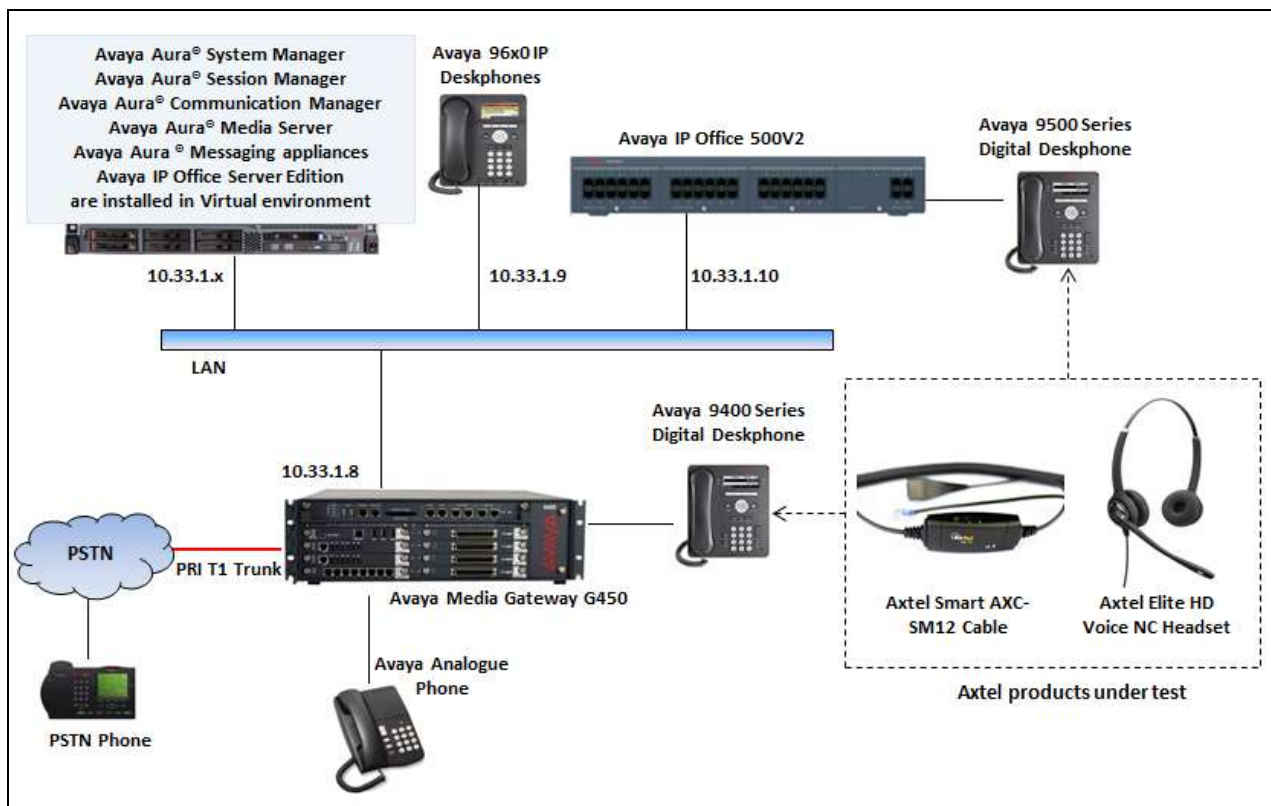 Avaya Aura® System Manager
Avaya Aura® Session Manager
Avaya Aura® Communication Manager
Avaya Aura® Media Server
Avaya Aura ® Messaging appliances
Avaya IP Office Server Edition
are installed in Virtual environment
Avaya 96x0 IP
Deskphones
Avaya IP Office 500V2
Avaya 9500 Series
Digital Deskphone
10.33.1.x
10.33.1.9
10.33.1.10
LAN
Avaya 9400 Series
Digital Deskphone
10.33.1.8
AVAYA
PSTN
PRI T1 Trunk
Avaya Media Gateway G450
Axtel Smart AXC-
SM12 Cable
Axtel Elite HD
Voice NC Headset
Avaya Analogue
Phone
Axtel products under test
PSTN Phone